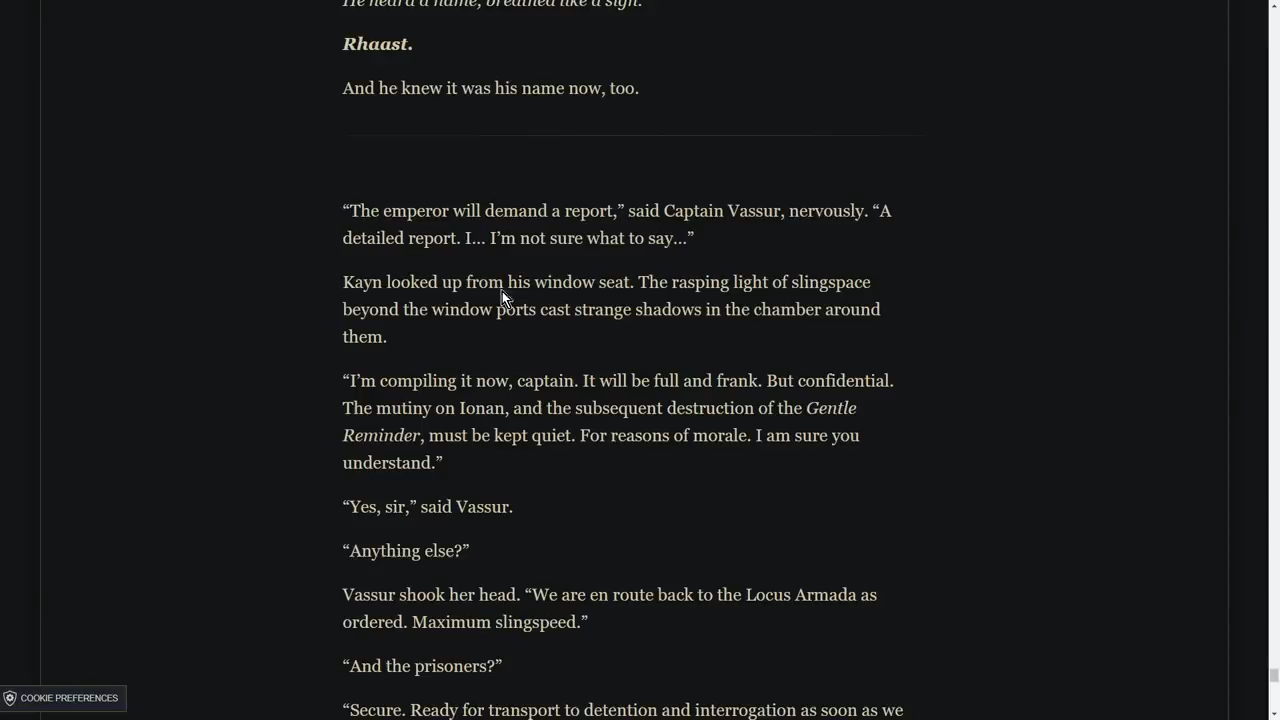 He heard a name, breathed like a sigh.
Rhaast.
And he knew it was his name now, too.
“The emperor will demand a report,” said Captain Vassur, nervously. “A
detailed report. I... I’m not sure what to say...”
Kayn looked up from his window seat. The rasping light of slingspace
beyond the window ports cast strange shadows in the chamber around
them.
“I’m compiling it now, captain. It will be full and frank. But confidential.
The mutiny on Ionan, and the subsequent destruction of the Gentle
Reminder, must be kept quiet. For reasons of morale. I am sure you
understand.”
“Yes, sir,” said Vassur.
“Anything else?”
Vassur shook her head. “We are en route back to the Locus Armada as
ordered. Maximum slingspeed.”
“And the prisoners?”
“Secure. Ready for transport to detention and interrogation as soon as we
COOKIE PREFERENCES